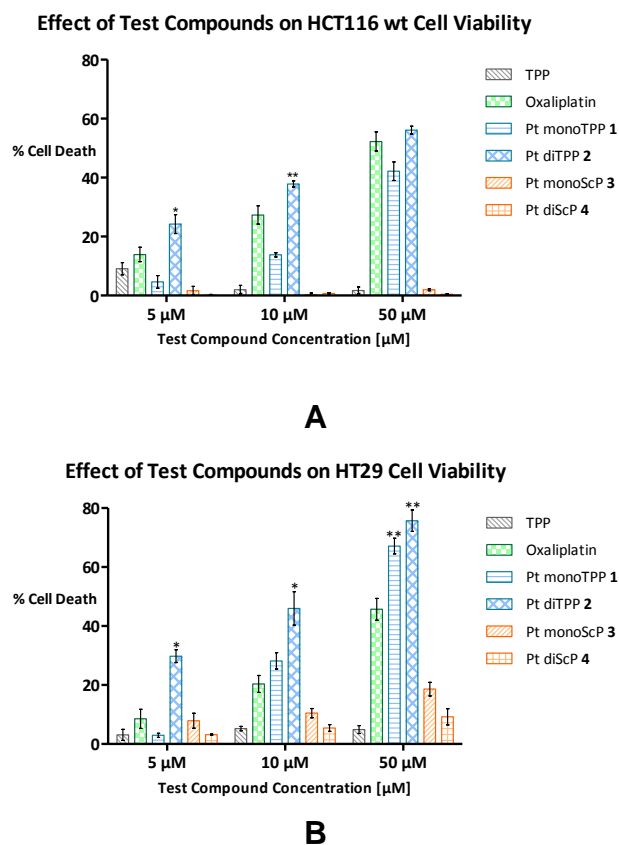 Effect of Test Compounds on HCT116 wt Cell Viability
80
60
% Cell Death
40
20
0
*
**
5 µM
10 µM
50 µM
Test Compound Concentration [µM]
TPP
Oxaliplatin
Pt monoTPP 1
Pt diTPP 2
Pt monoScP 3
Pt diScP 4
A
Effect of Test Compounds on HT29 Cell Viability
80
60
% Cell Death
40
20
0
*
*
**
**
5 µM
10 µM
50 µM
Test Compound Concentration [µM]
TPP
Oxaliplatin
Pt monoTPP 1
Pt diTPP 2
Pt monoScP 3
Pt diScP 4
B